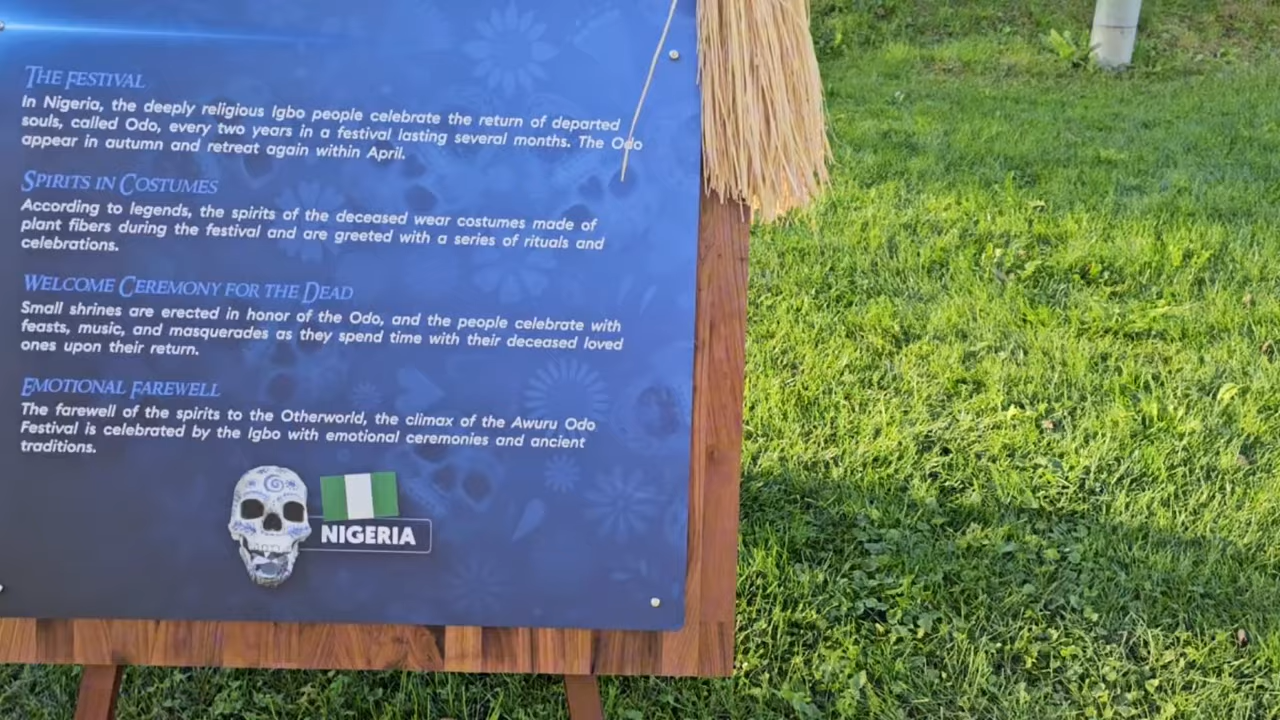 THE FESTIVAL
In Nigeria, the deeply religious Igbo people celebrate the return of departed
souls, called Odo, every two years in a festival lasting several months. The Odo
appear in autumn and retreat again within April.
SPIRITS IN COSTUMES
According to legends, the spirits of the deceased wear costumes made of
plant fibers during the festival and are greeted with a series of rituals and
celebrations.
WELCOME CEREMONY FOR THE DEAD
Small shrines are erected in honor of the Odo, and the people celebrate with
feasts, music, and masquerades as they spend time with their deceased loved
ones upon their return.
EMOTIONAL FAREWELL
The farewell of the spirits to the Otherworld, the climax of the Awuru Odo
Festival is celebrated by the Igbo with emotional ceremonies and ancient
traditions.
NIGERIA